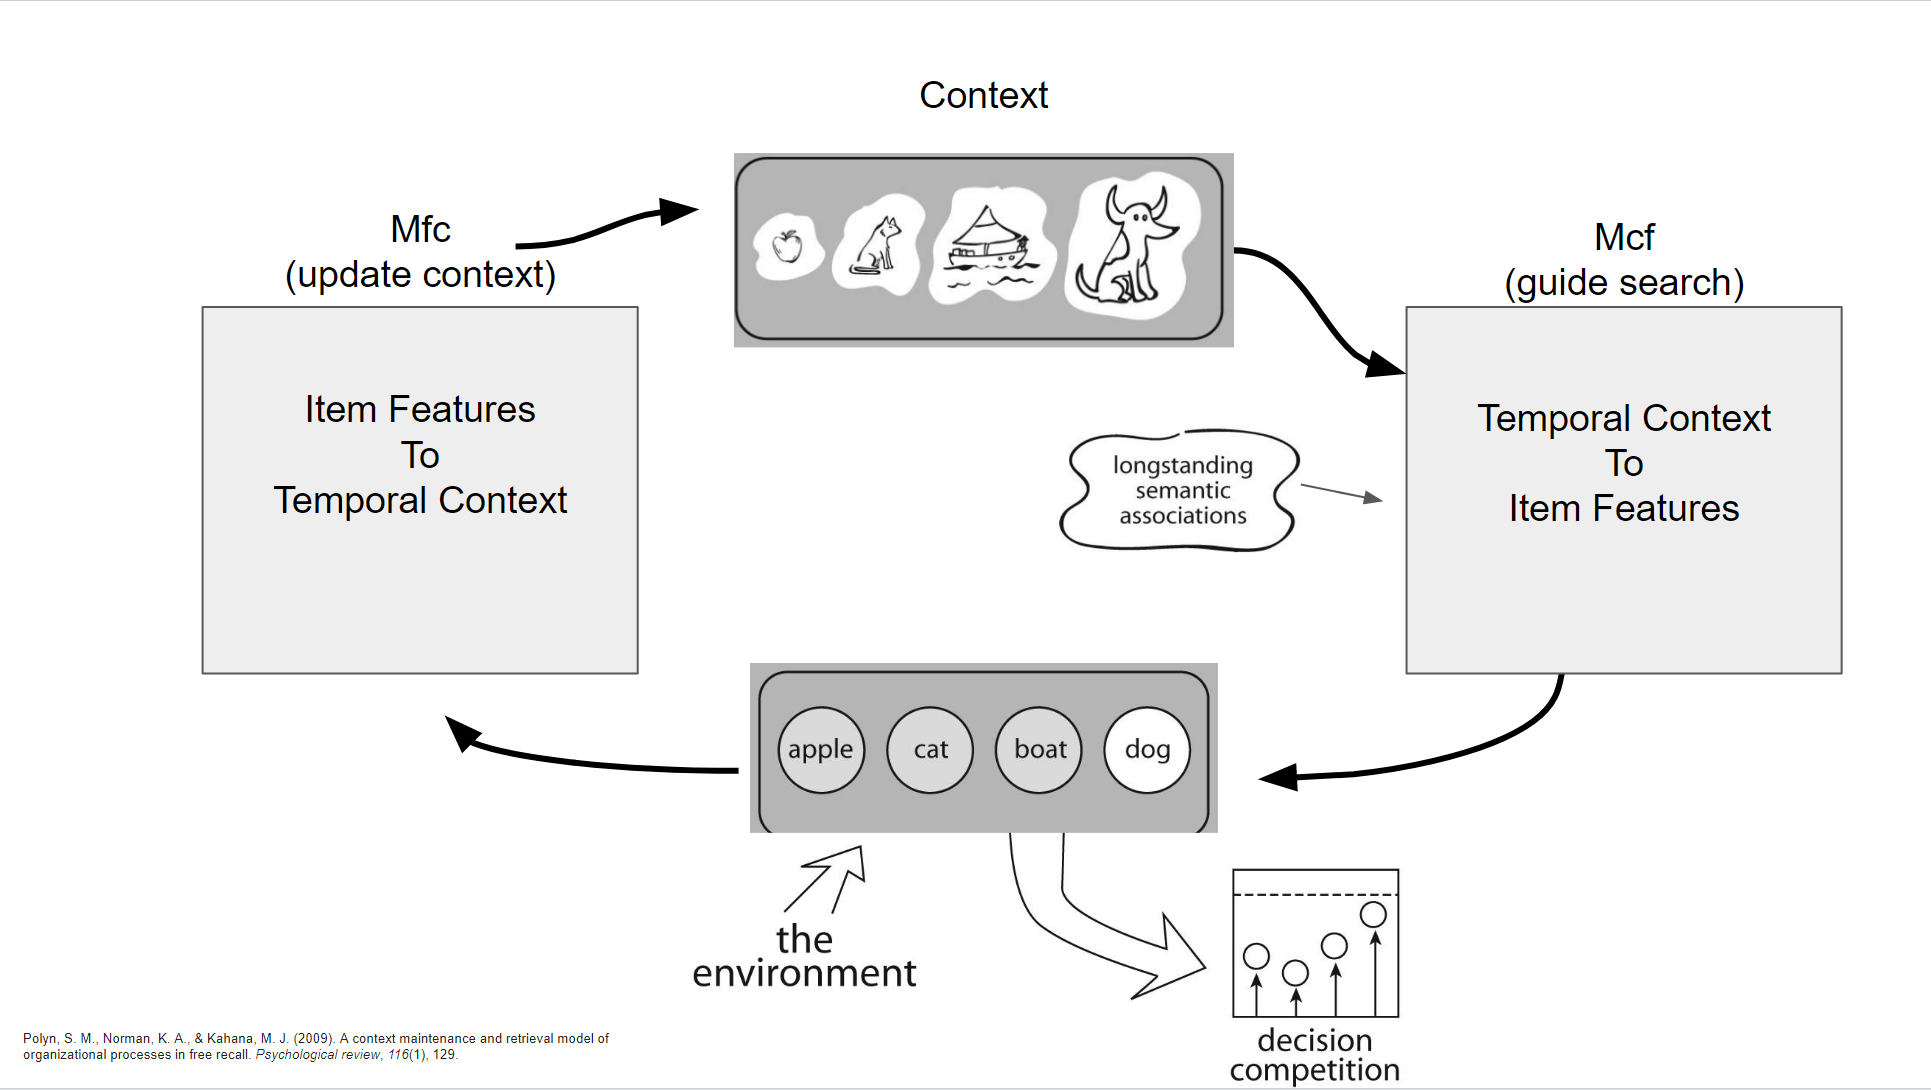 Context
Mfc
(update context)
Mcf
(guide search)
Item Features
To
Temporal Context
Temporal Context
To
Item Features
longstanding
semantic
associations
apple
cat
boat
dog
the
environment
decision
competition
Polyn, S. M., Norman, K. A., & Kahana, M. J. (2009). A context maintenance and retrieval model of
organizational processes in free recall. Psychological review, 116(1), 129.